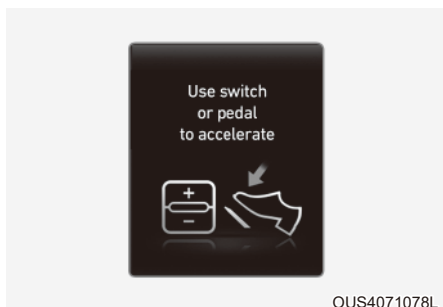 Use switch
or pedal
to accelerate
+
−
OUS4071078L